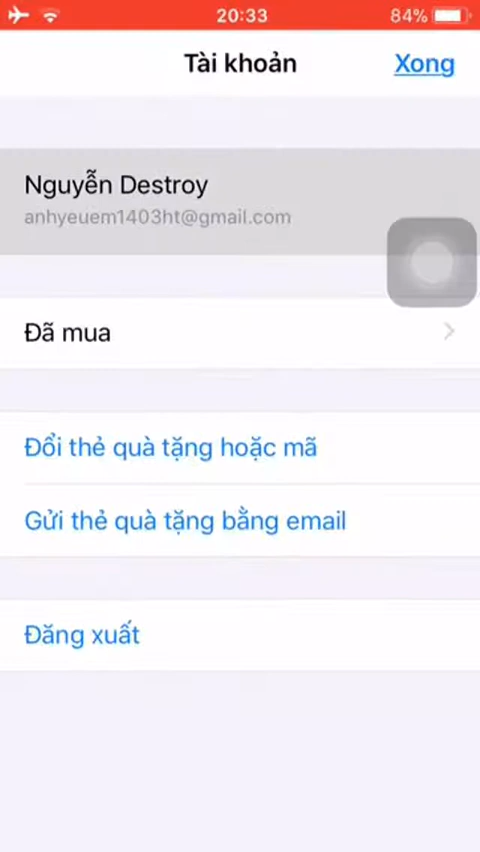 20:33
84%
Tài khoản
Xong
Nguyễn Destroy
anhyeuem1403ht@gmail.com
Đã mua
Đổi thẻ quà tặng hoặc mã
Gửi thẻ quà tặng bằng email
Đăng xuất